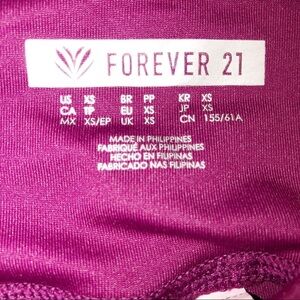 FOREVER 21
US XS BR PP KR XS
CA TP EU XS JP XS
MX XS/EP UK XS CN 155/61A
MADE IN PHILIPPINES
FABRIQUÉ AUX PHILIPPINES
HECHO EN FILIPINAS
FABRICADO NAS FILIPINAS